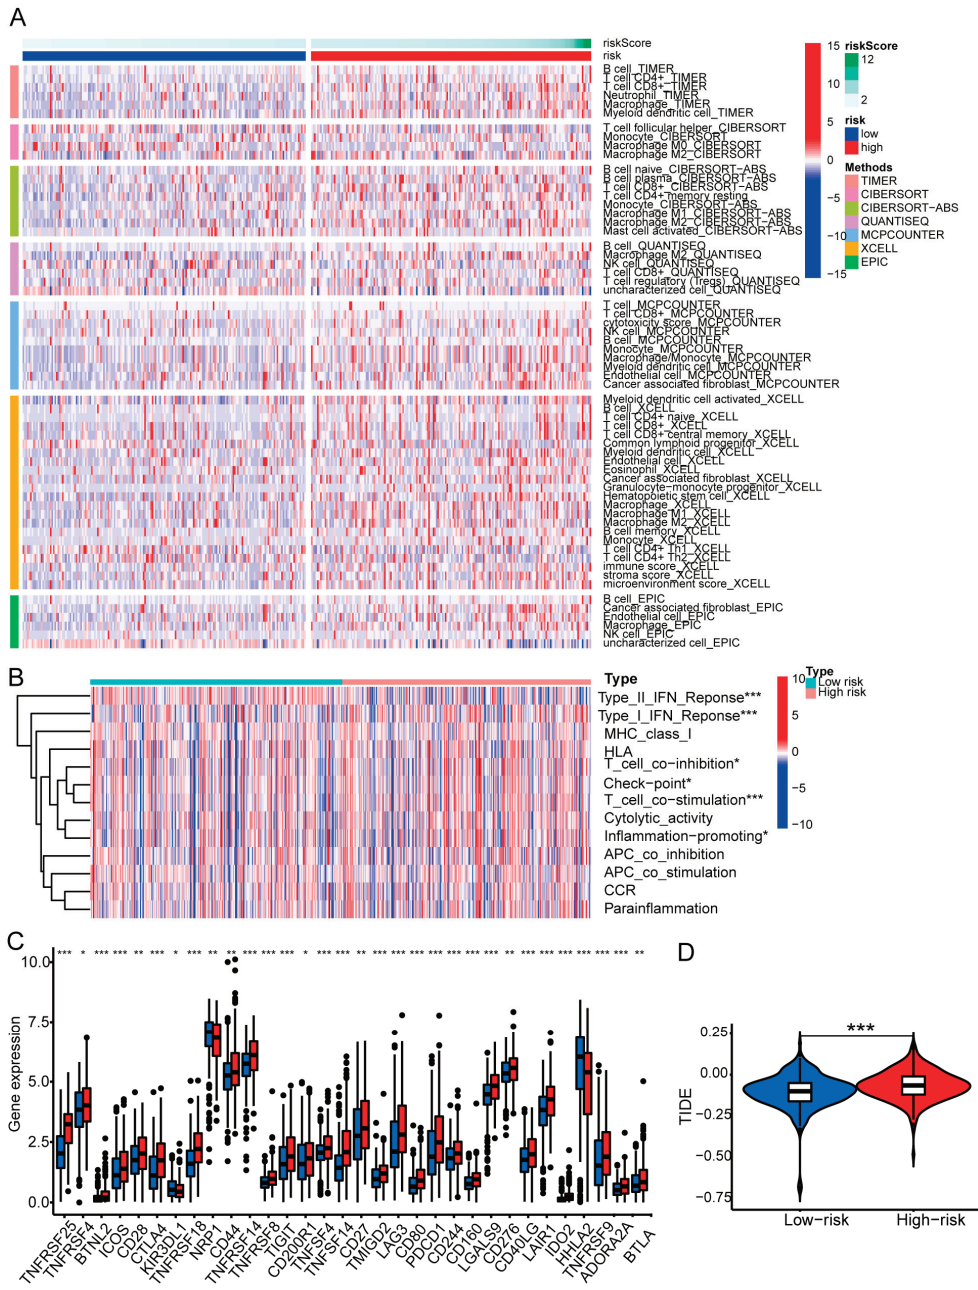 A
riskScore
risk
B cell_TIMER
T cell CD4+_TIMER
T cell CD8+_TIMER
Neutrophil_TIMER
Macrophage_TIMER
Myeloid dendritic cell_TIMER
T cell follicular helper_CIBERSORT
Monocyte_CIBERSORT
Macrophage M0_CIBERSORT
Macrophage M2_CIBERSORT
B cell naive_CIBERSORT−ABS
B cell plasma_CIBERSORT−ABS
T cell CD8+_CIBERSORT−ABS
T cell CD4+ memory resting
Monocyte_CIBERSORT−ABS
Macrophage M1_CIBERSORT−ABS
Macrophage M2_CIBERSORT−ABS
Mast cell activated_CIBERSORT−ABS
B cell_QUANTISEQ
Macrophage M2_QUANTISEQ
NK cell_QUANTISEQ
T cell CD8+_QUANTISEQ
T cell regulatory (Tregs)_QUANTISEQ
uncharacterized cell_QUANTISEQ
T cell_MCPCOUNTER
T cell CD8+_MCPCOUNTER
cytotoxicity score_MCPCOUNTER
NK cell_MCPCOUNTER
B cell_MCPCOUNTER
Monocyte_MCPCOUNTER
Macrophage/Monocyte_MCPCOUNTER
Myeloid dendritic cell_MCPCOUNTER
Endothelial cell_MCPCOUNTER
Cancer associated fibroblast_MCPCOUNTER
Myeloid dendritic cell activated_XCELL
B cell_XCELL
T cell CD4+ naive_XCELL
T cell CD8+_XCELL
T cell CD8+ central memory_XCELL
Common lymphoid progenitor_XCELL
Myeloid dendritic cell_XCELL
Endothelial cell_XCELL
Eosinophil_XCELL
Cancer associated fibroblast_XCELL
Granulocyte−monocyte progenitor_XCELL
Hematopoietic stem cell_XCELL
Macrophage_XCELL
Macrophage M1_XCELL
Macrophage M2_XCELL
B cell memory_XCELL
Monocyte_XCELL
T cell CD4+ Th1_XCELL
T cell CD4+ Th2_XCELL
immune score_XCELL
stroma score_XCELL
microenvironment score_XCELL
B cell_EPIC
Cancer associated fibroblast_EPIC
Endothelial cell_EPIC
Macrophage_EPIC
NK cell_EPIC
uncharacterized cell_EPIC
15
10
5
0
−5
−10
−15
riskScore
12
2
risk
low
high
Methods
TIMER
CIBERSORT
CIBERSORT−ABS
QUANTISEQ
MCPCOUNTER
XCELL
EPIC
B
Type
Type_II_IFN_Reponse***
Type_I_IFN_Reponse***
MHC_class_I
HLA
T_cell_co−inhibition*
Check−point*
T_cell_co−stimulation***
Cytolytic_activity
Inflammation−promoting*
APC_co_inhibition
APC_co_stimulation
CCR
Parainflammation
10
5
0
−5
−10
Type
Low risk
High risk
C
*** * *** *** ** *** * *** ** ** *** *** *** * *** *** ** *** *** *** *** *** *** *** ** *** *** *** *** *** *** **
Gene expression
10.0
7.5
5.0
2.5
0.0
TNFRSF25
TNFRSF4
BTNL2
ICOS
CD28
CTLA4
KIR3DL1
TNFRSF18
NRP1
CD44
TNFRSF14
TNFRSF8
TIGIT
CD200R1
TNFSF4
TNFSF14
CD27
TMIGD2
LAG3
CD80
PDCD1
CD244
CD160
LGALS9
CD276
CD40LG
LAIR1
IDO2
HHLA2
TNFRSF9
ADORA2A
BTLA
D
***
TIDE
0.25
0.00
−0.25
−0.50
−0.75
Low−risk
High−risk